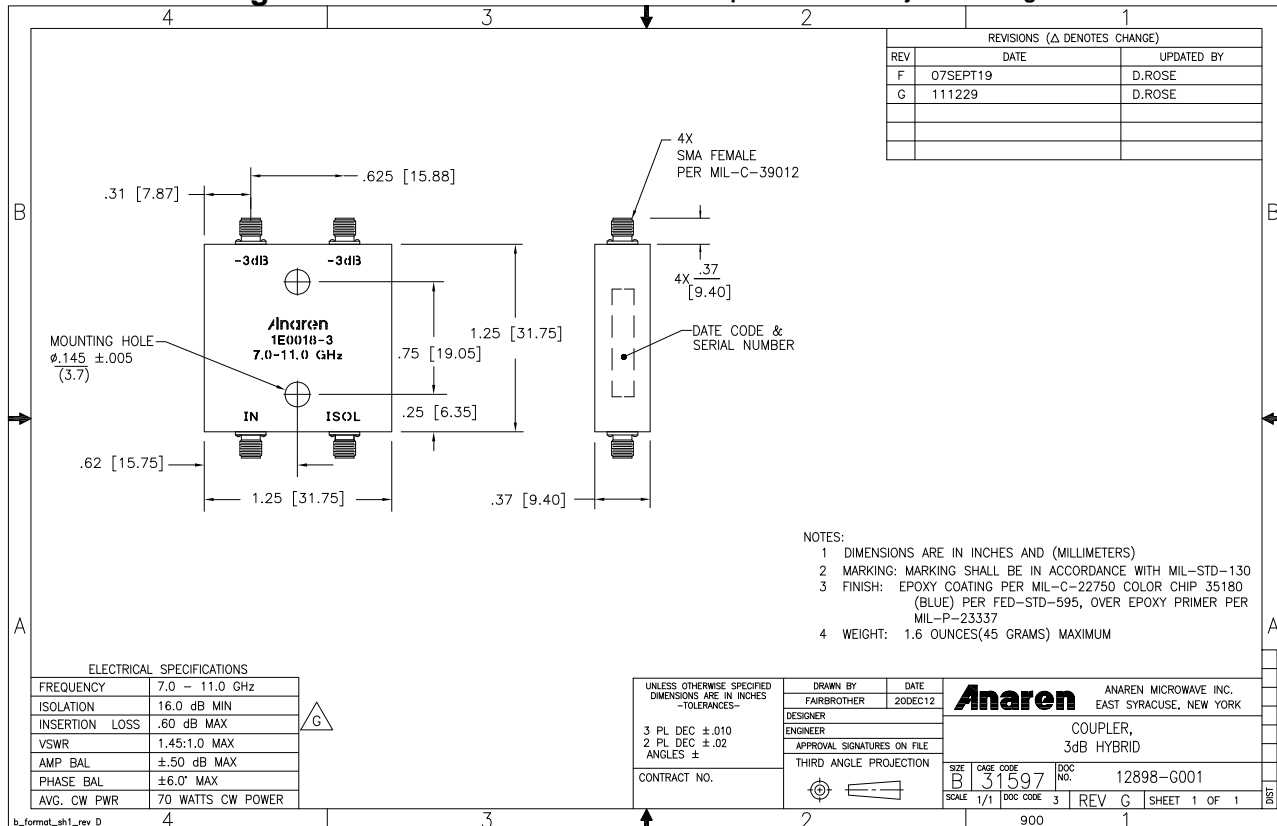 4 3 2 1
REVISIONS (△ DENOTES CHANGE)
REV DATE UPDATED BY
F 07SEPT19 D.ROSE
G 111229 D.ROSE
B
B
4X
SMA FEMALE
PER MIL-C-39012
.31 [7.87]
.625 [15.88]
-3dB -3dB
Anaren
1E0018-3
7.0-11.0 GHz
IN ISOL
MOUNTING HOLE
ø.145 ±.005
(3.7)
1.25 [31.75]
.75 [19.05]
.25 [6.35]
.62 [15.75]
1.25 [31.75]
4X .37
[9.40]
DATE CODE &
SERIAL NUMBER
.37 [9.40]
NOTES:
1 DIMENSIONS ARE IN INCHES AND (MILLIMETERS)
2 MARKING: MARKING SHALL BE IN ACCORDANCE WITH MIL-STD-130
3 FINISH: EPOXY COATING PER MIL-C-22750 COLOR CHIP 35180
(BLUE) PER FED-STD-595, OVER EPOXY PRIMER PER
MIL-P-23337
4 WEIGHT: 1.6 OUNCES(45 GRAMS) MAXIMUM
A
A
ELECTRICAL SPECIFICATIONS
FREQUENCY 7.0 - 11.0 GHz
ISOLATION 16.0 dB MIN
INSERTION LOSS .60 dB MAX
VSWR 1.45:1.0 MAX
AMP BAL ±.50 dB MAX
PHASE BAL ±6.0° MAX
AVG. CW PWR 70 WATTS CW POWER
G
UNLESS OTHERWISE SPECIFIED
DIMENSIONS ARE IN INCHES
-TOLERANCES-
3 PL DEC ±.010
2 PL DEC ±.02
ANGLES ±
CONTRACT NO.
DRAWN BY DATE
FAIRBROTHER 20DEC12
DESIGNER
ENGINEER
APPROVAL SIGNATURES ON FILE
THIRD ANGLE PROJECTION
Anaren
ANAREN MICROWAVE INC.
EAST SYRACUSE, NEW YORK
COUPLER,
3dB HYBRID
SIZE B CAGE CODE 31597 DOC NO. 12898-G001
SCALE 1/1 DOC CODE 3 REV G SHEET 1 OF 1
DIST
b_format_sh1_rev D
4 3 2 900 1